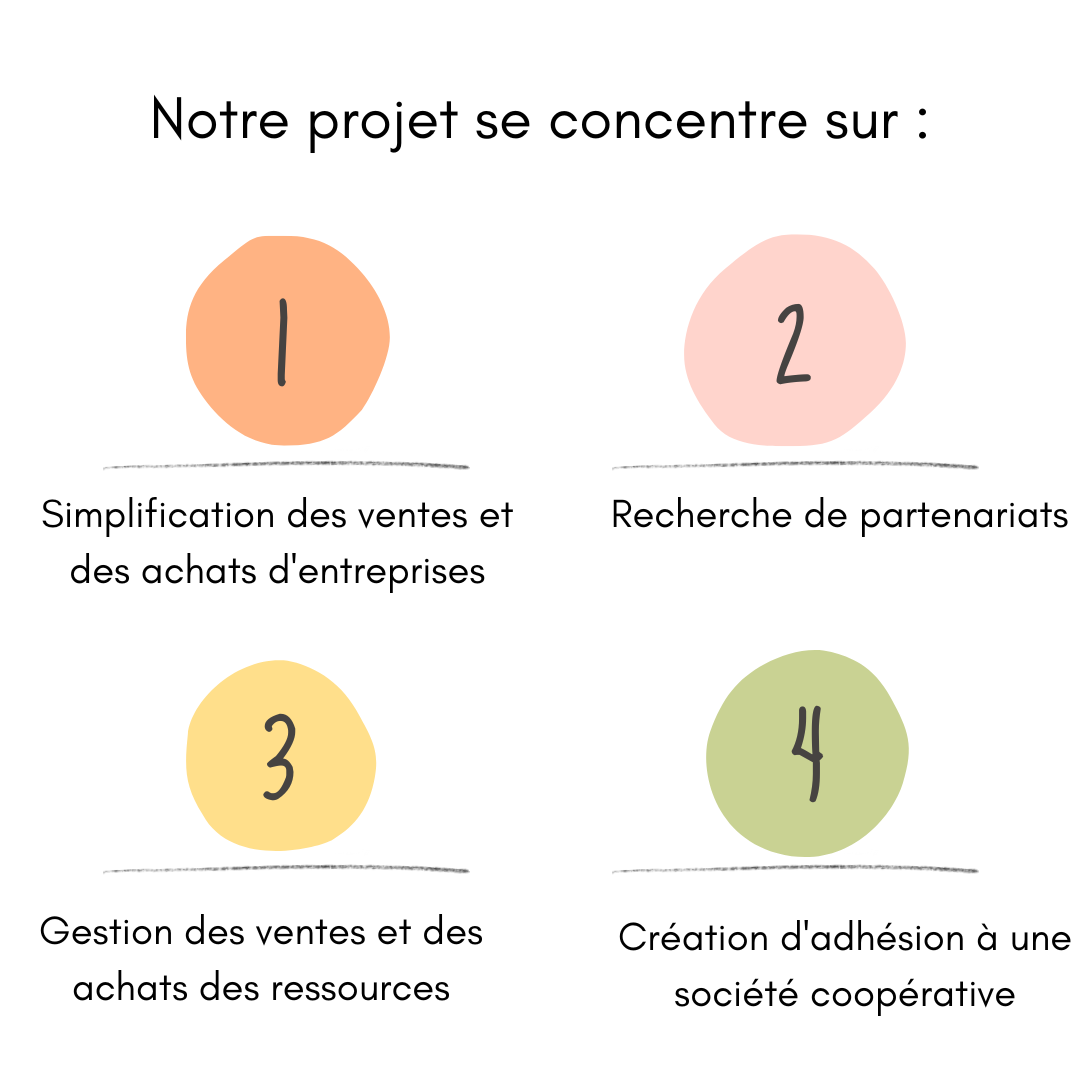 Notre projet se concentre sur :
1
2
Simplification des ventes et
des achats d'entreprises
Recherche de partenariats
3
4
Gestion des ventes et des
achats des ressources
Création d'adhésion à une
société coopérative